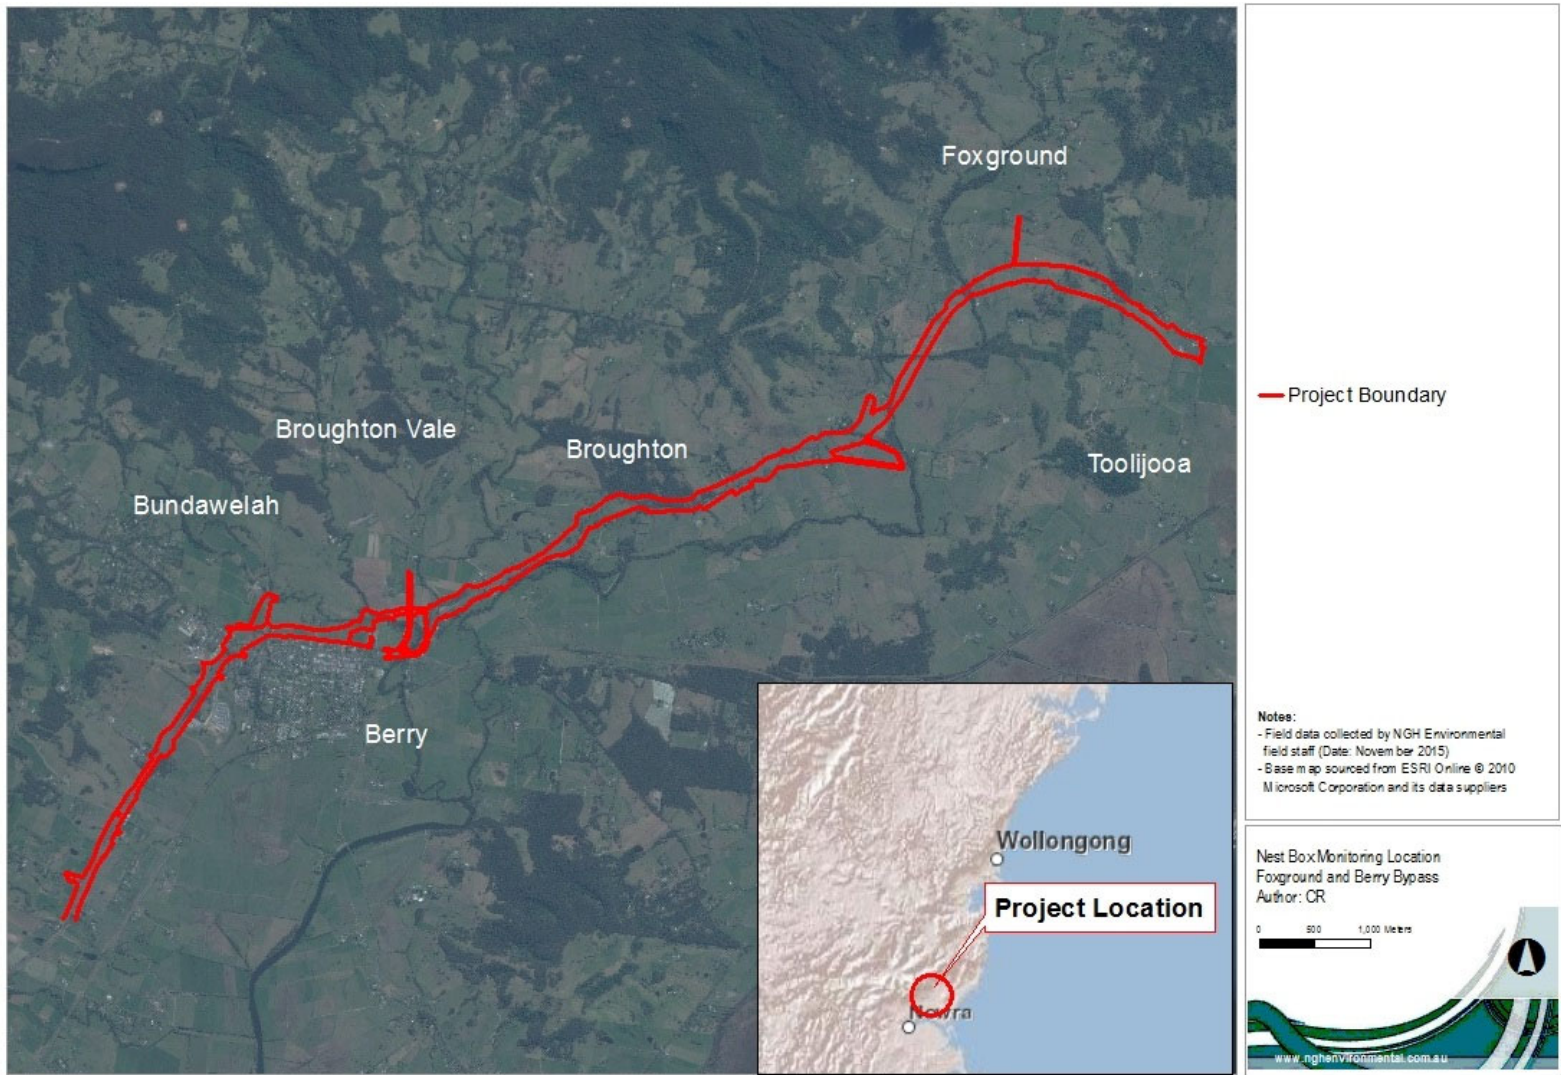 Foxground
Broughton Vale
Broughton
Toolijooa
Bundawelah
Berry
Wollongong
Project Location
Nowra
Project Boundary
Notes:
- Field data collected by NGH Environmental
field staff (Date: November 2015)
- Base map sourced from ESRI Online © 2010
Microsoft Corporation and its data suppliers
Nest Box Monitoring Location
Foxground and Berry Bypass
Author: CR
0 500 1,000 Meters
www.nghenvironmental.com.au